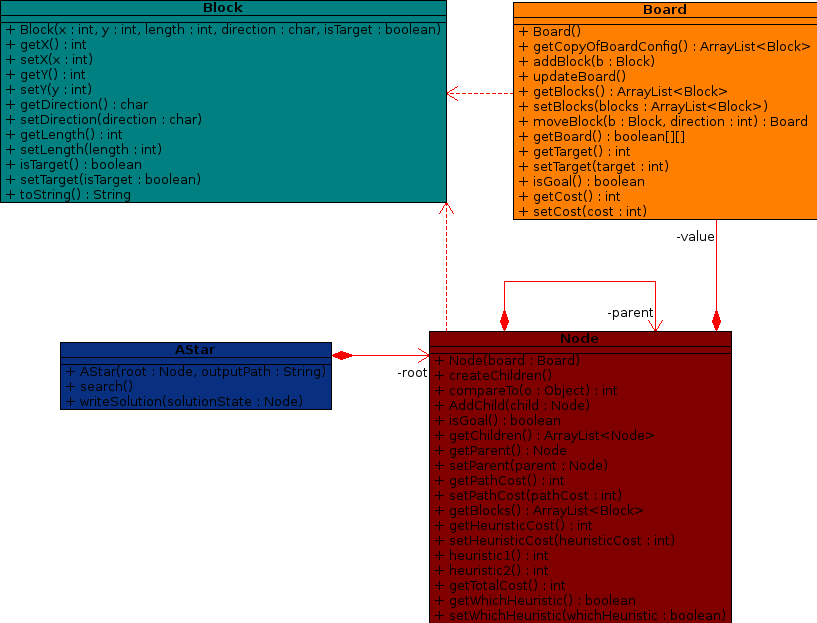 Block
+ Block(x : int, y : int, length : int, direction : char, isTarget : boolean)
+ getX() : int
+ setX(x : int)
+ getY() : int
+ setY(y : int)
+ getDirection() : char
+ setDirection(direction : char)
+ getLength() : int
+ setLength(length : int)
+ isTarget() : boolean
+ setTarget(isTarget : boolean)
+ toString() : String
Board
+ Board()
+ getCopyOfBoardConfig() : ArrayList<Block>
+ addBlock(b : Block)
+ updateBoard()
+ getBlocks() : ArrayList<Block>
+ setBlocks(blocks : ArrayList<Block>)
+ moveBlock(b : Block, direction : int) : Board
+ getBoard() : boolean[][]
+ getTarget() : int
+ setTarget(target : int)
+ isGoal() : boolean
+ getCost() : int
+ setCost(cost : int)
-value
-parent
AStar
+ AStar(root : Node, outputPath : String)
+ search()
+ writeSolution(solutionState : Node)
-root
Node
+ Node(board : Board)
+ createChildren()
+ compareTo(o : Object) : int
+ AddChild(child : Node)
+ isGoal() : boolean
+ getChildren() : ArrayList<Node>
+ getParent() : Node
+ setParent(parent : Node)
+ getPathCost() : int
+ setPathCost(pathCost : int)
+ getBlocks() : ArrayList<Block>
+ getHeuristicCost() : int
+ setHeuristicCost(heuristicCost : int)
+ heuristic1() : int
+ heuristic2() : int
+ getTotalCost() : int
+ getWhichHeuristic() : boolean
+ setWhichHeuristic(whichHeuristic : boolean)